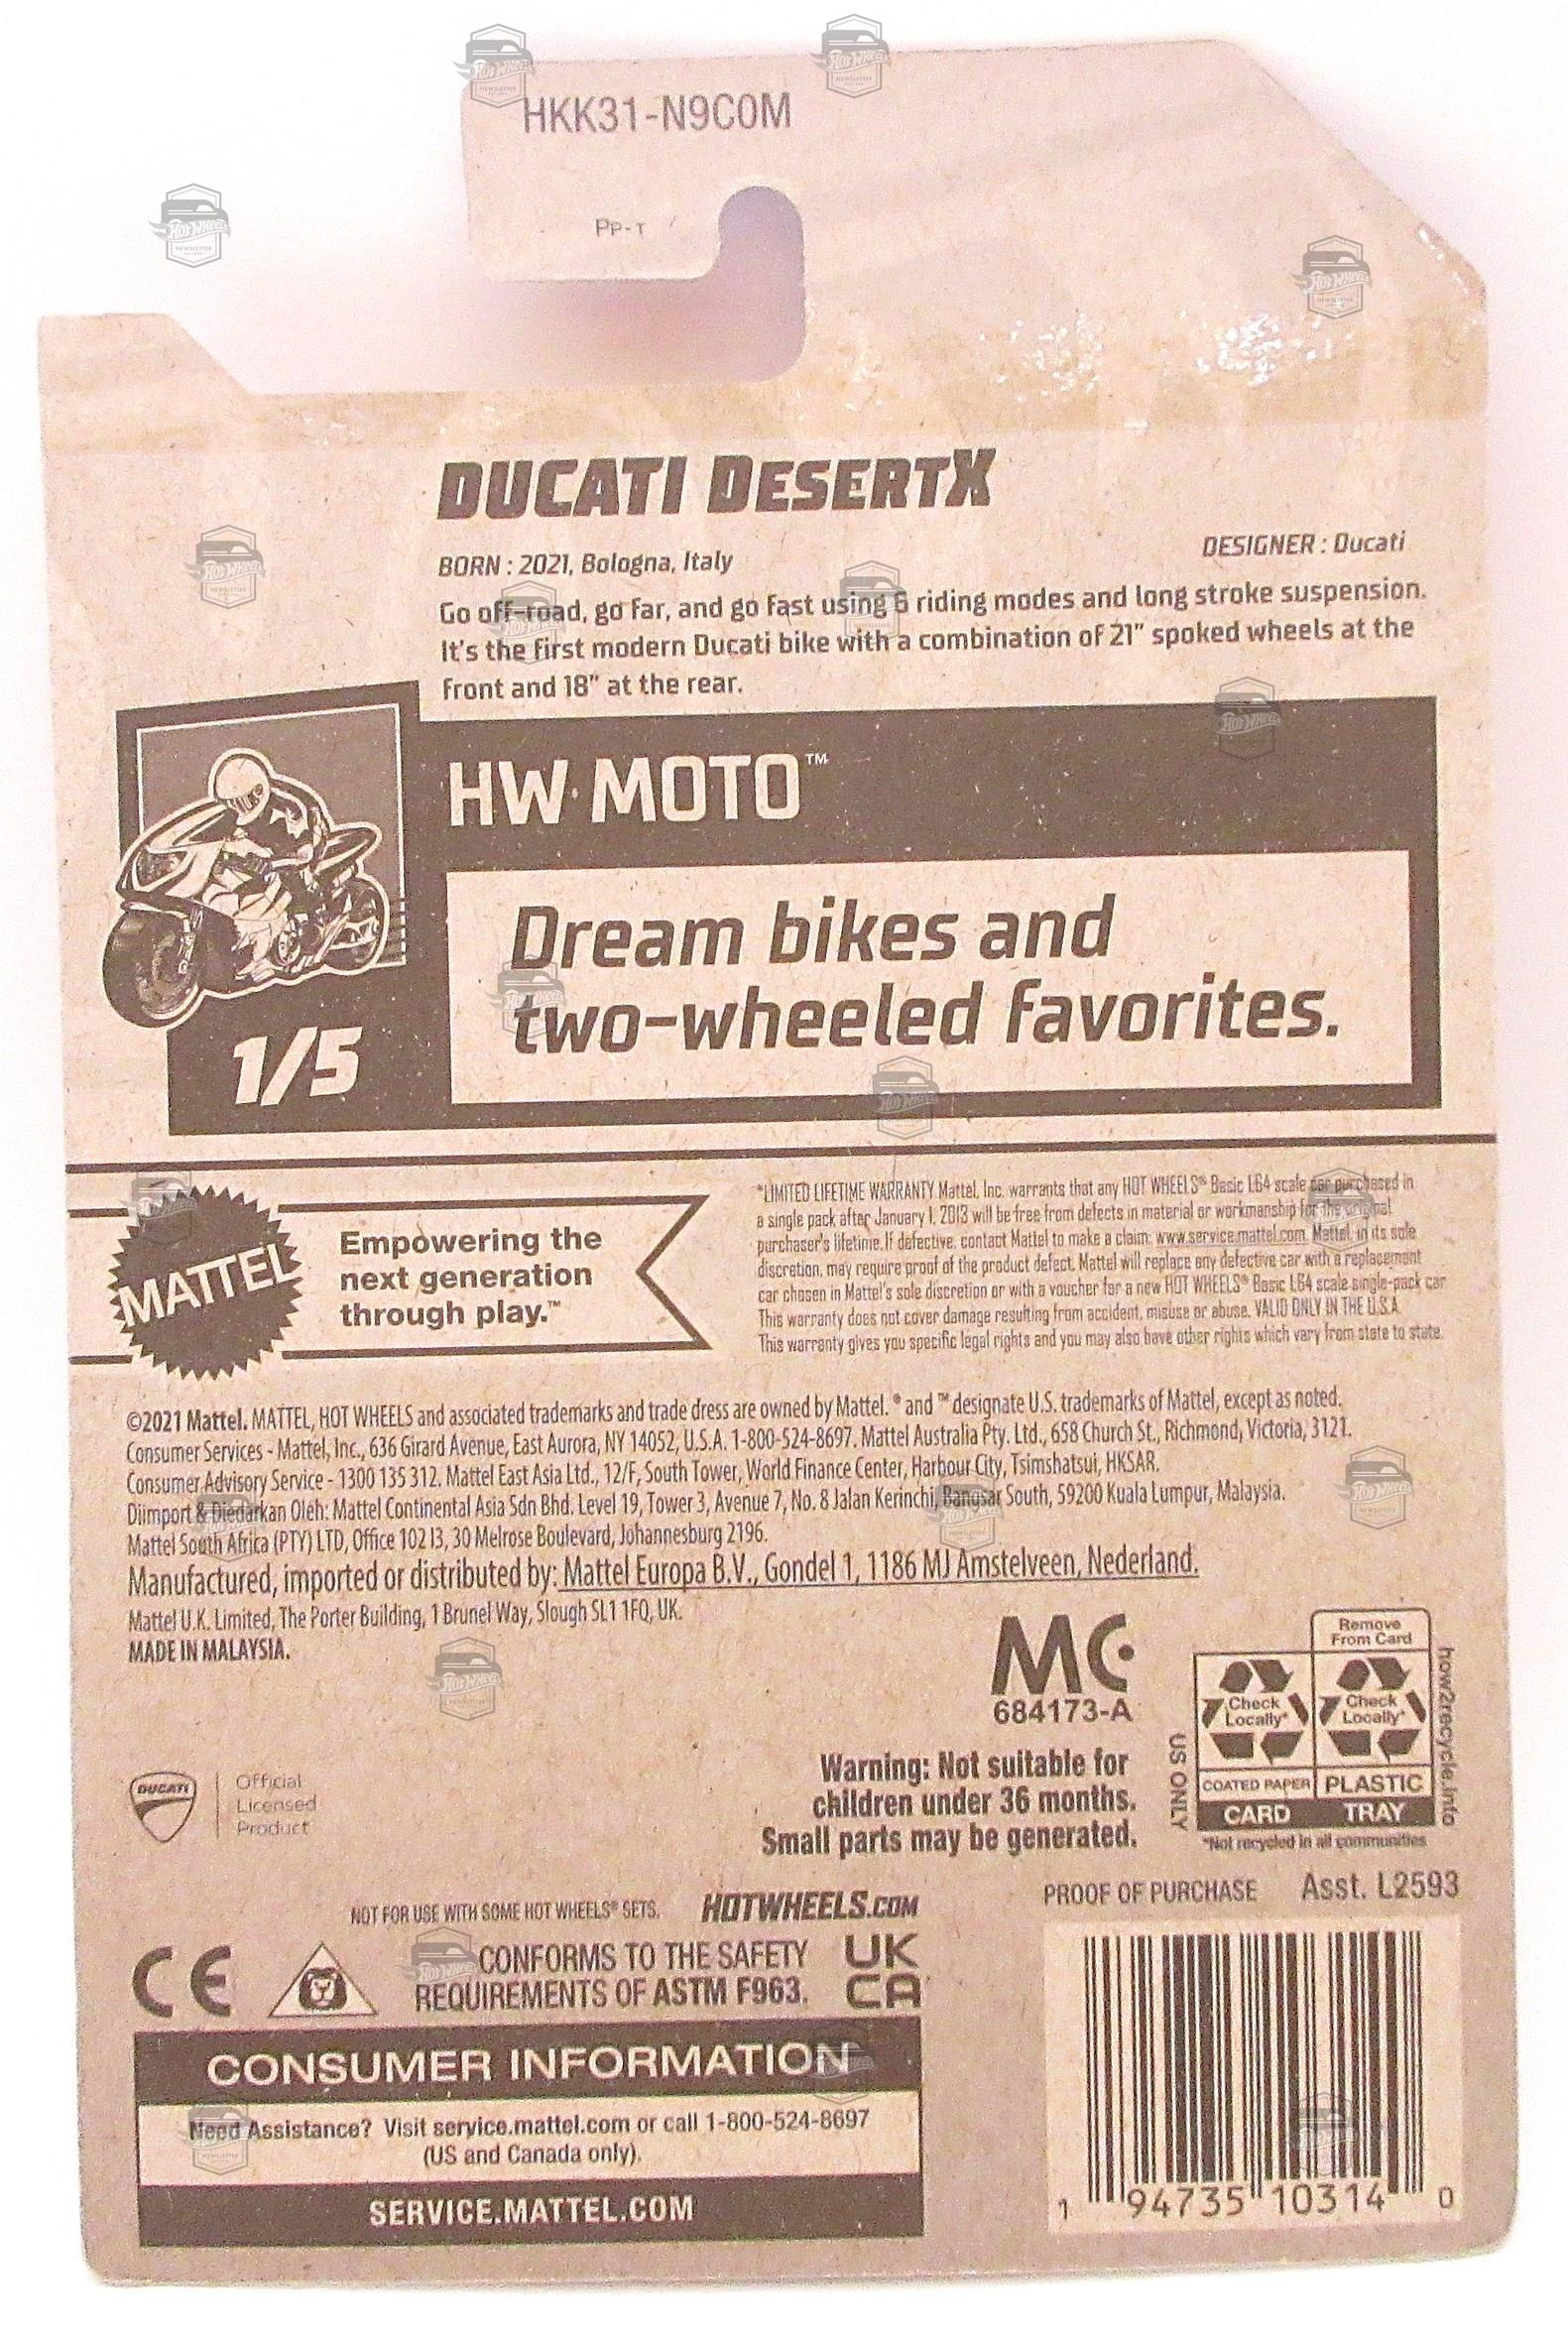 HKK31-N9C0M
PP-T
DUCATI DESERTX
BORN : 2021, Bologna, Italy
DESIGNER : Ducati
Go off-road, go far, and go fast using 6 riding modes and long stroke suspension.
It's the first modern Ducati bike with a combination of 21" spoked wheels at the
front and 18" at the rear.
HW MOTO™
Dream bikes and
two-wheeled favorites.
1/5
MATTEL
Empowering the
next generation
through play.™
*LIMITED LIFETIME WARRANTY Mattel, Inc. warrants that any HOT WHEELS® Basic 1:64 scale car purchased in
a single pack after January 1, 2013 will be free from defects in material or workmanship for the original
purchaser's lifetime. If defective, contact Mattel to make a claim: www.service.mattel.com. Mattel, in its sole
discretion, may require proof of the product defect. Mattel will replace any defective car with a replacement
car chosen in Mattel's sole discretion or with a voucher for a new HOT WHEELS® Basic 1:64 scale single-pack car
This warranty does not cover damage resulting from accident, misuse or abuse. VALID ONLY IN THE U.S.A.
This warranty gives you specific legal rights and you may also have other rights which vary from state to state.
©2021 Mattel. MATTEL, HOT WHEELS and associated trademarks and trade dress are owned by Mattel. ® and ™ designate U.S. trademarks of Mattel, except as noted.
Consumer Services - Mattel, Inc., 636 Girard Avenue, East Aurora, NY 14052, U.S.A. 1-800-524-8697. Mattel Australia Pty. Ltd., 658 Church St., Richmond, Victoria, 3121.
Consumer Advisory Service - 1300 135 312. Mattel East Asia Ltd., 12/F, South Tower, World Finance Center, Harbour City, Tsimshatsui, HKSAR.
Diimport & Diedarkan Oleh: Mattel Continental Asia Sdn Bhd. Level 19, Tower 3, Avenue 7, No. 8 Jalan Kerinchi, Bangsar South, 59200 Kuala Lumpur, Malaysia.
Mattel South Africa (PTY) LTD, Office 102 I3, 30 Melrose Boulevard, Johannesburg 2196.
Manufactured, imported or distributed by: Mattel Europa B.V., Gondel 1, 1186 MJ Amstelveen, Nederland.
Mattel U.K. Limited, The Porter Building, 1 Brunel Way, Slough SL1 1FQ, UK.
MADE IN MALAYSIA.
MC
684173-A
Remove
From Card
Check
Locally*
Check
Locally*
COATED PAPER
PLASTIC
CARD
TRAY
US ONLY
how2recycle.info
*Not recycled in all communities
DUCATI
Official
Licensed
Product
Warning: Not suitable for
children under 36 months.
Small parts may be generated.
NOT FOR USE WITH SOME HOT WHEELS® SETS.
HOTWHEELS.COM
PROOF OF PURCHASE
Asst. L2593
CE
CONFORMS TO THE SAFETY
REQUIREMENTS OF ASTM F963.
UK
CA
CONSUMER INFORMATION
Need Assistance? Visit service.mattel.com or call 1-800-524-8697
(US and Canada only).
SERVICE.MATTEL.COM
1 94735 10314 0